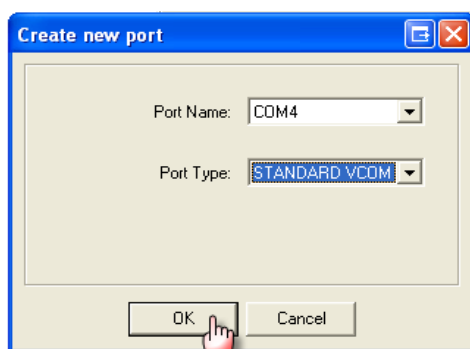 Create new port
Port Name: COM4
Port Type: STANDARD VCOM
OK Cancel